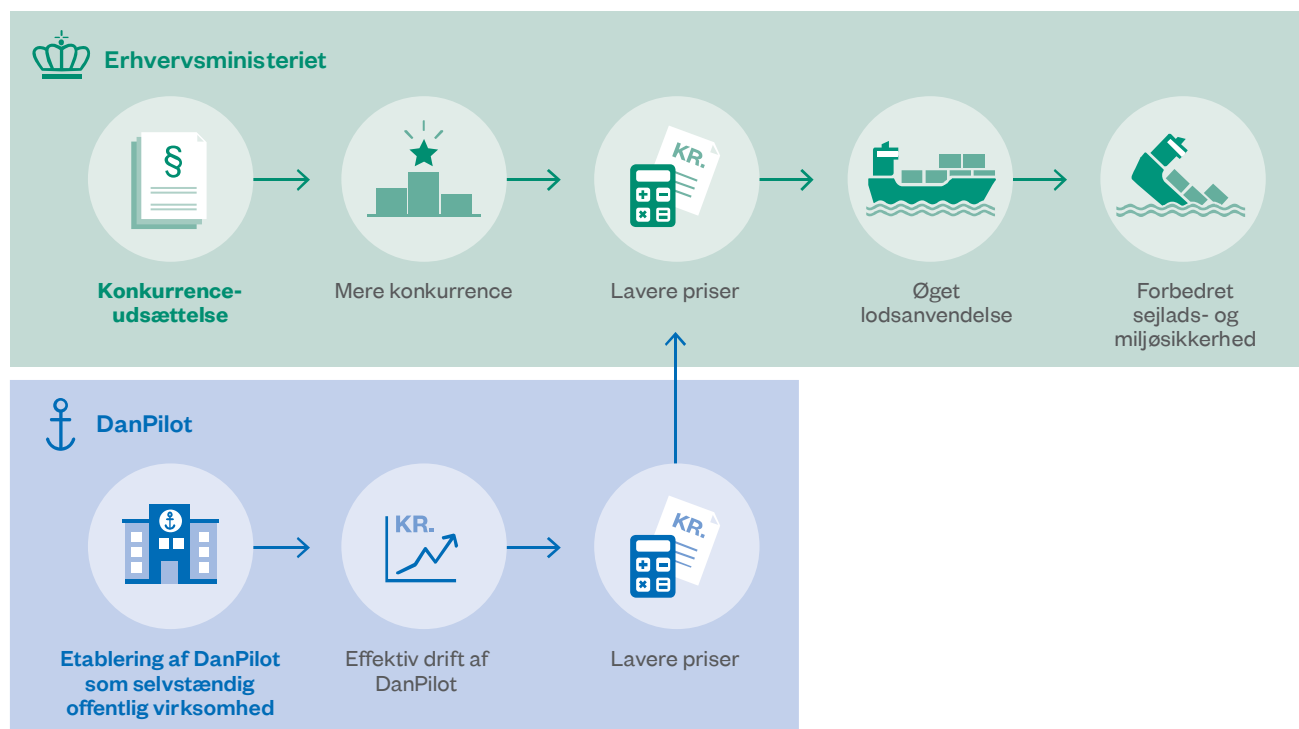 Erhvervsministeriet
§
KR.
Konkurrence-
udsættelse
Mere konkurrence
Lavere priser
Øget
lodsanvendelse
Forbedret
sejlads- og
miljøsikkerhed
DanPilot
KR.
KR.
Etablering af DanPilot
som selvstændig
offentlig virksomhed
Effektiv drift af
DanPilot
Lavere priser